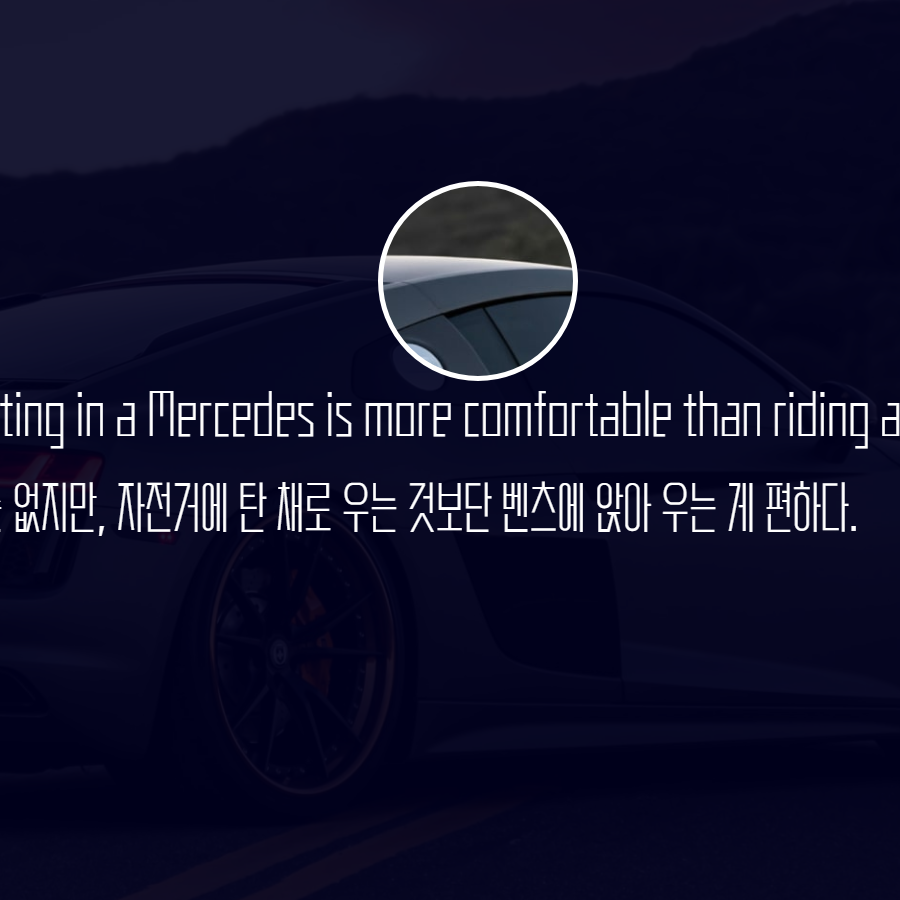 ting in a Mercedes is more comfortable than riding a
없지만, 자전거에 탄 채로 우는 것보단 벤츠에 앉아 우는 게 편하다.